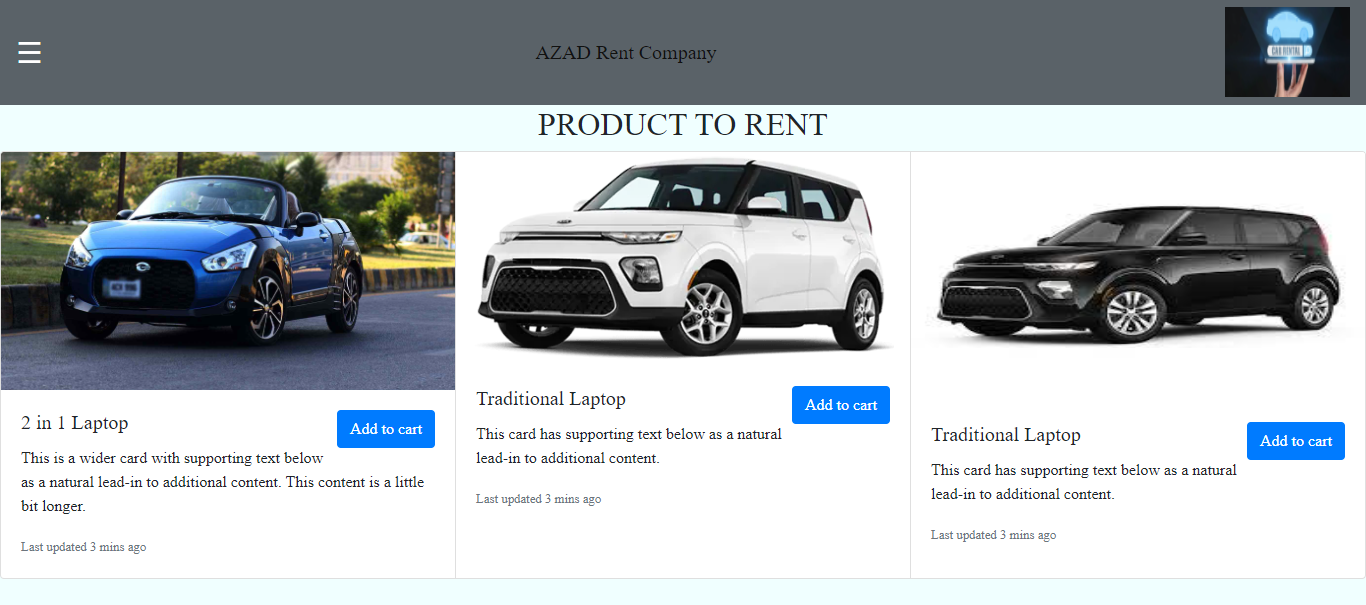 ☰
AZAD Rent Company
CAR RENTAL
PRODUCT TO RENT
2 in 1 Laptop
Add to cart
This is a wider card with supporting text below
as a natural lead-in to additional content. This content is a little
bit longer.
Last updated 3 mins ago
Traditional Laptop
Add to cart
This card has supporting text below as a natural
lead-in to additional content.
Last updated 3 mins ago
Traditional Laptop
Add to cart
This card has supporting text below as a natural
lead-in to additional content.
Last updated 3 mins ago